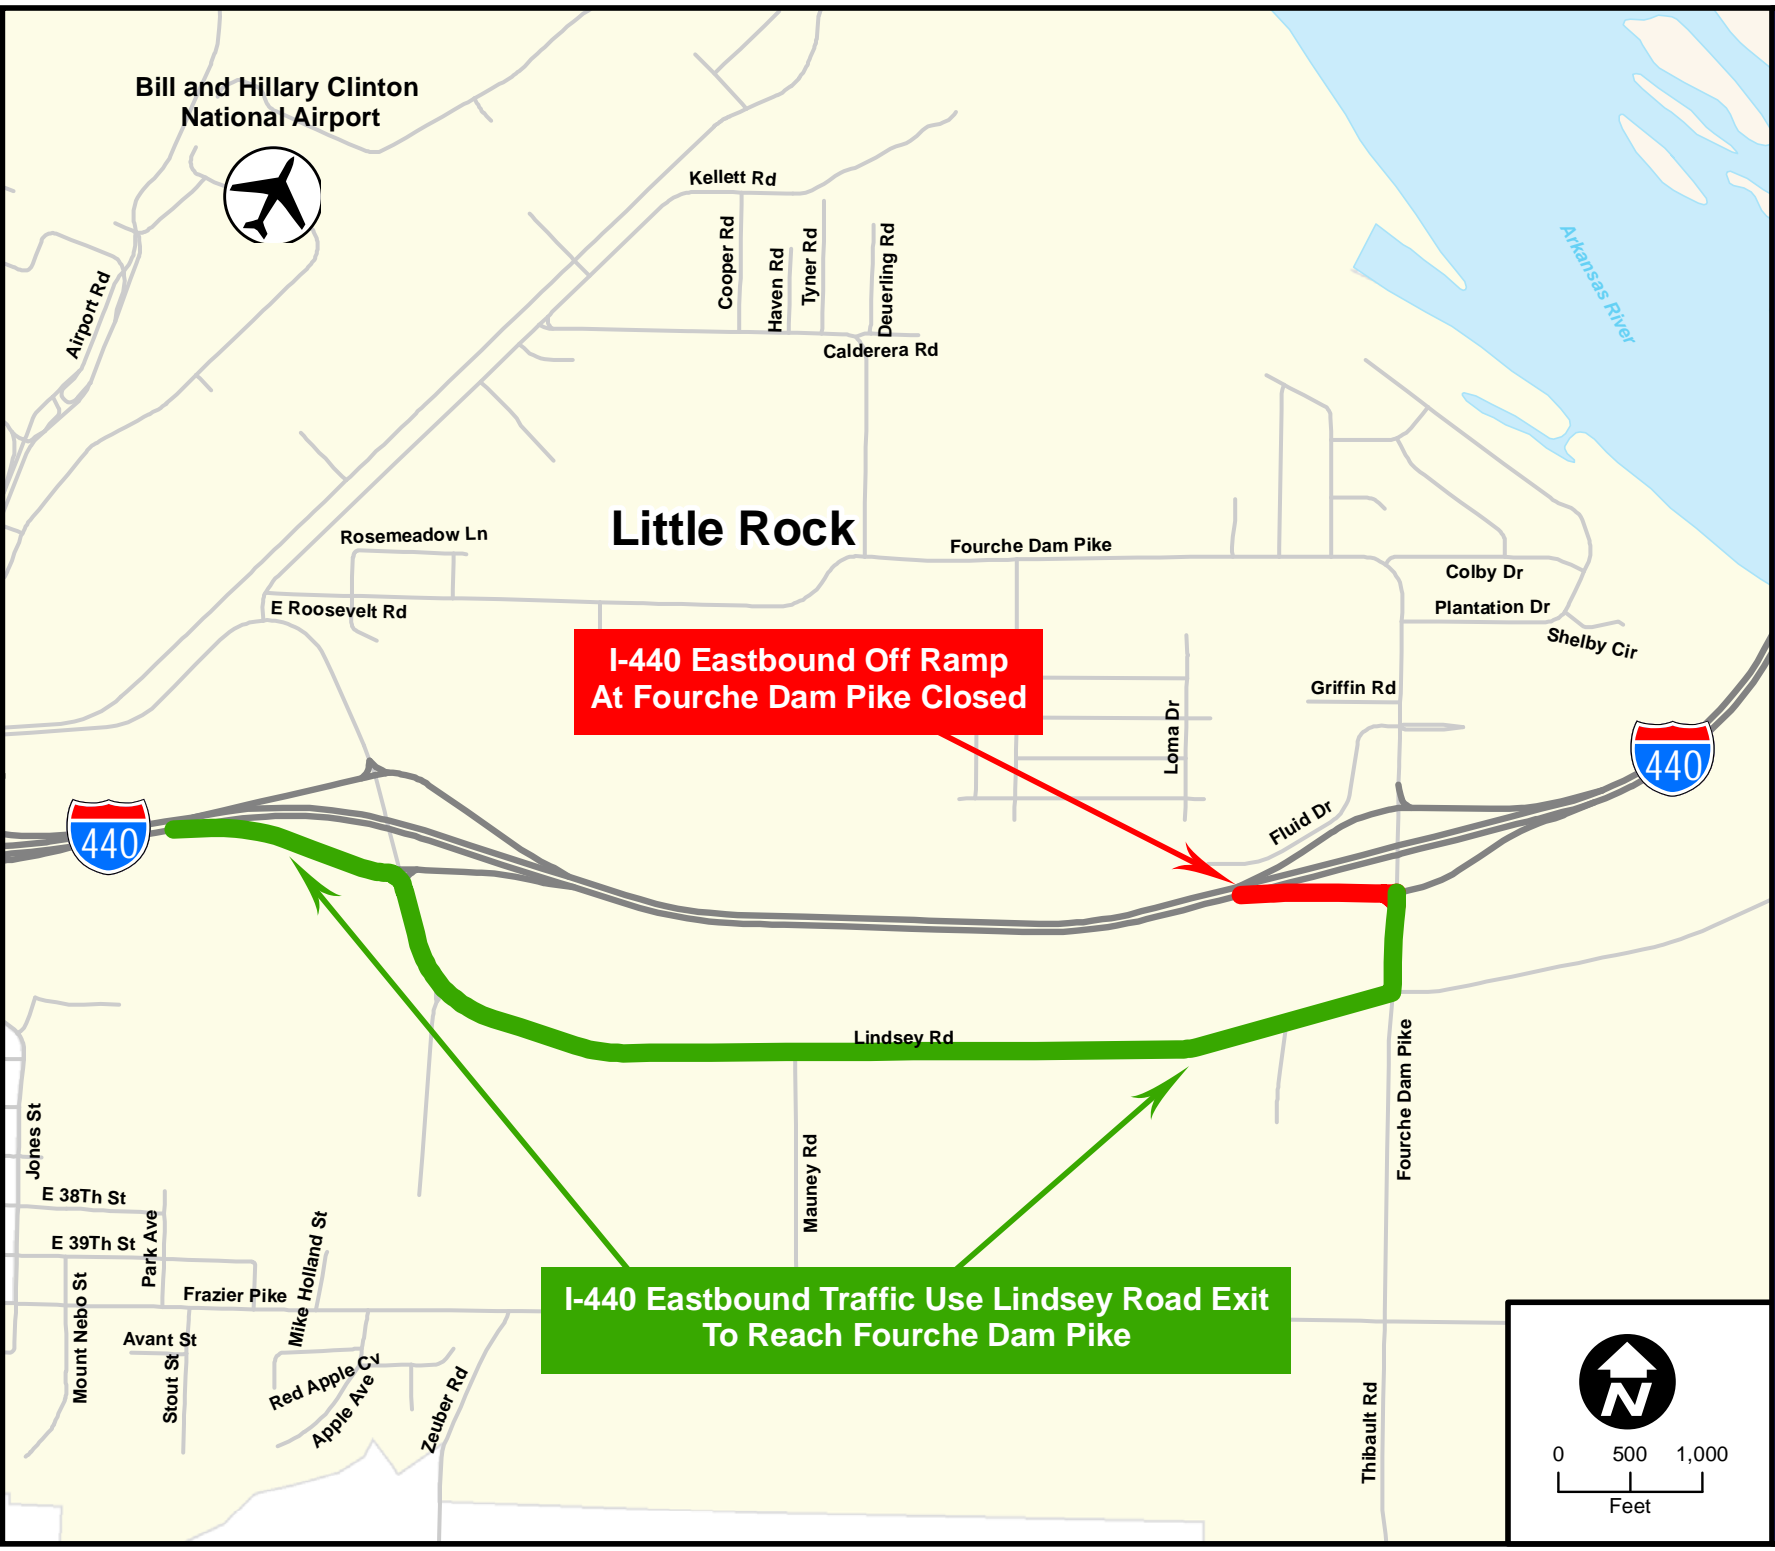 Bill and Hillary Clinton
National Airport
Kellett Rd
Cooper Rd
Haven Rd
Tyner Rd
Deuerling Rd
Calderera Rd
Airport Rd
Arkansas River
Little Rock
Rosemeadow Ln
E Roosevelt Rd
Fourche Dam Pike
Colby Dr
Plantation Dr
Shelby Cir
I-440 Eastbound Off Ramp
At Fourche Dam Pike Closed
Griffin Rd
Loma Dr
Fluid Dr
440
440
Lindsey Rd
Fourche Dam Pike
Jones St
Mauney Rd
E 38Th St
E 39Th St
Park Ave
Mount Nebo St
Frazier Pike
Mike Holland St
Avant St
Stout St
Red Apple Cv
Apple Ave
Zeuber Rd
I-440 Eastbound Traffic Use Lindsey Road Exit
To Reach Fourche Dam Pike
Thibault Rd
N
0 500 1,000
Feet